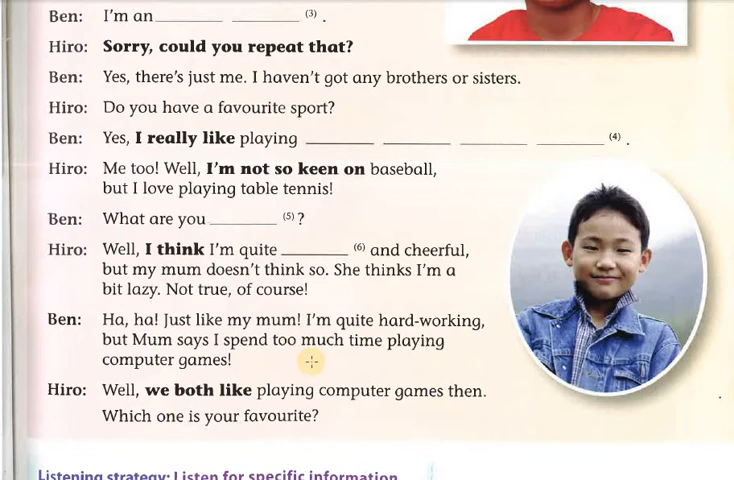 Ben: I'm an ________ ________ (3) .
Hiro: Sorry, could you repeat that?
Ben: Yes, there's just me. I haven't got any brothers or sisters.
Hiro: Do you have a favourite sport?
Ben: Yes, I really like playing ________ ________ ________ ________ (4) .
Hiro: Me too! Well, I'm not so keen on baseball,
but I love playing table tennis!
Ben: What are you ________ (5) ?
Hiro: Well, I think I'm quite ________ (6) and cheerful,
but my mum doesn't think so. She thinks I'm a
bit lazy. Not true, of course!
Ben: Ha, ha! Just like my mum! I'm quite hard-working,
but Mum says I spend too much time playing
computer games!
Hiro: Well, we both like playing computer games then.
Which one is your favourite?
Listening strategy: Listen for specific information